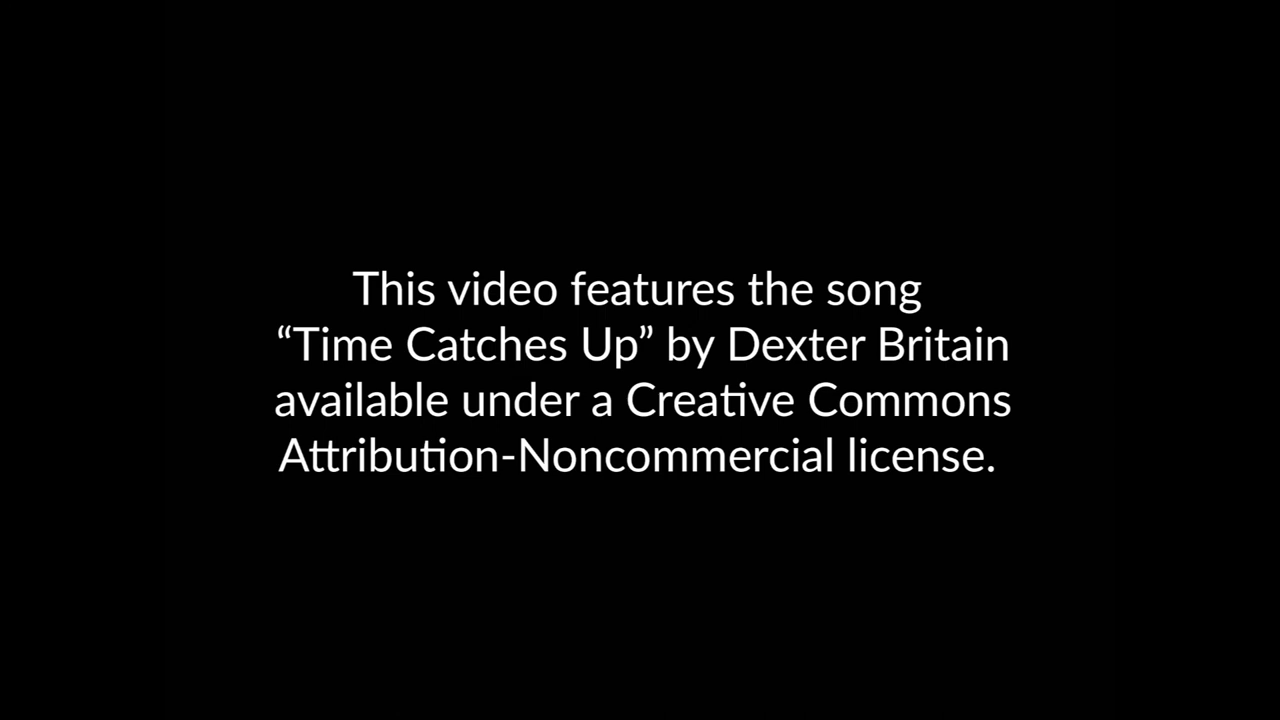 This video features the song
“Time Catches Up” by Dexter Britain
available under a Creative Commons
Attribution-Noncommercial license.